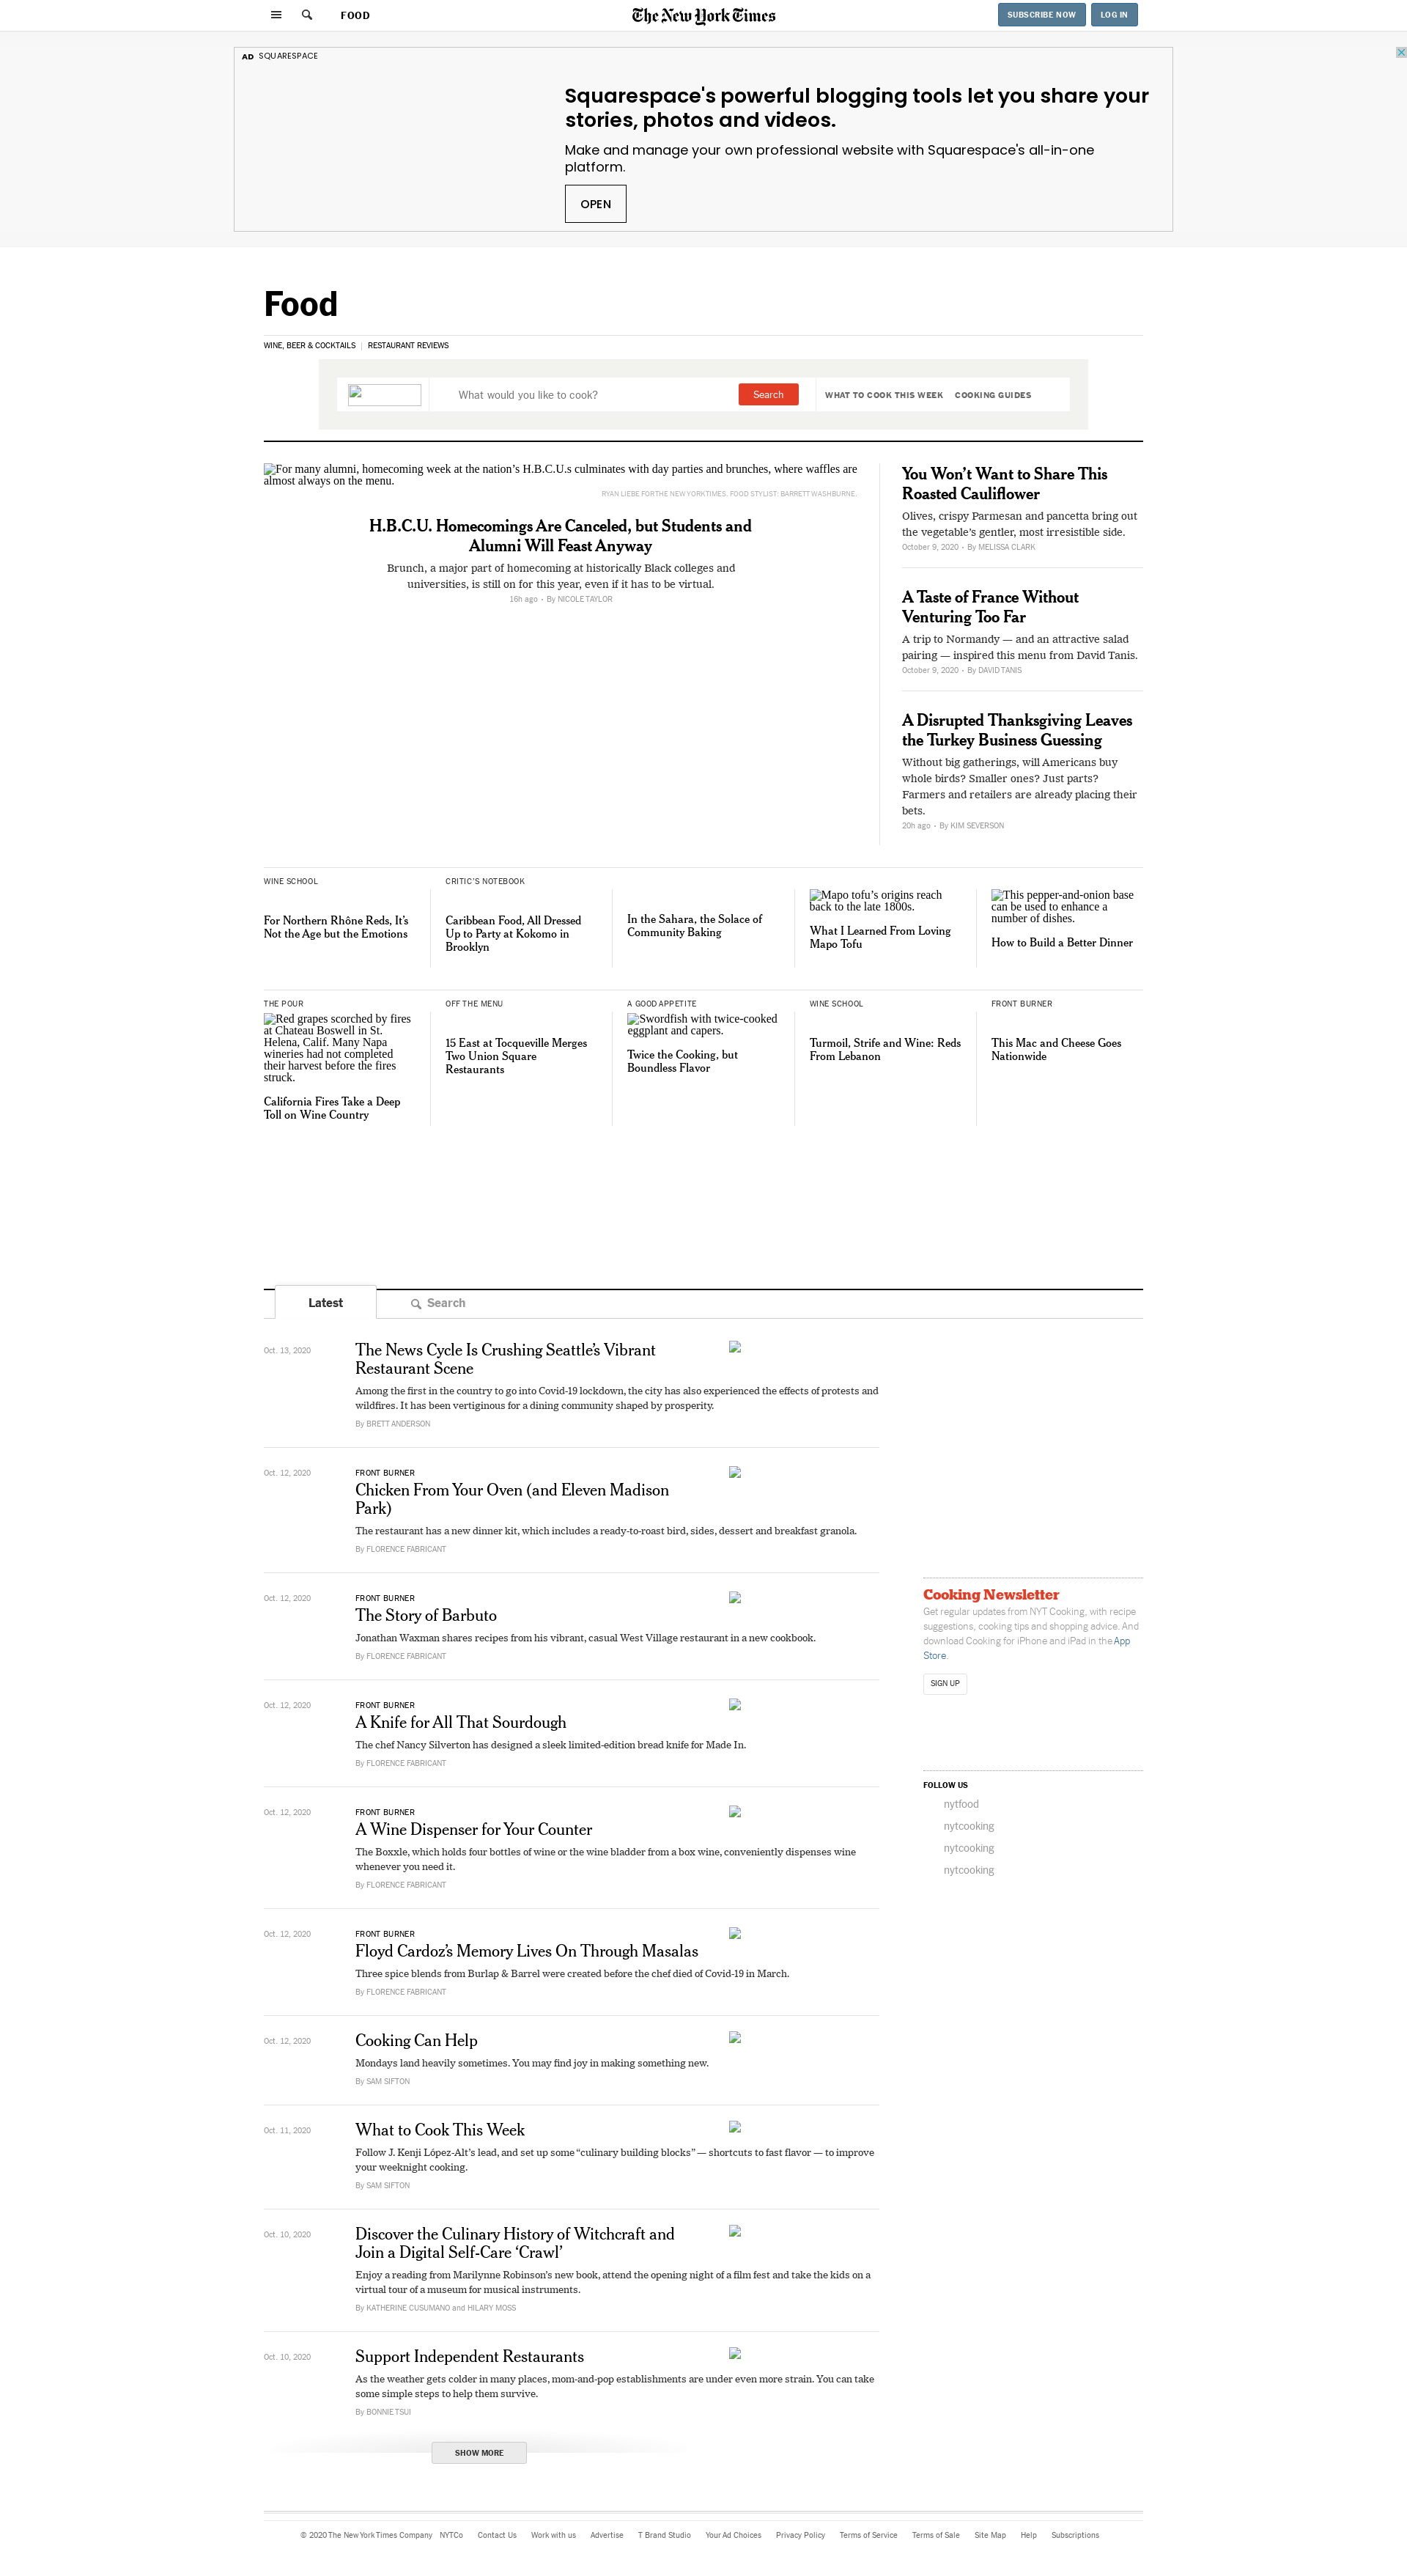 FOOD
The New York Times
SUBSCRIBE NOW
LOG IN
AD SQUARESPACE
Squarespace's powerful blogging tools let you share your
stories, photos and videos.
Make and manage your own professional website with Squarespace's all-in-one
platform.
OPEN
Food
WINE, BEER & COCKTAILS | RESTAURANT REVIEWS
What would you like to cook?
Search
WHAT TO COOK THIS WEEK
COOKING GUIDES
For many alumni, homecoming week at the nation’s H.B.C.U.s culminates with day parties and brunches, where waffles are
almost always on the menu.
RYAN LIEBE FOR THE NEW YORK TIMES. FOOD STYLIST: BARRETT WASHBURNE.
H.B.C.U. Homecomings Are Canceled, but Students and
Alumni Will Feast Anyway
Brunch, a major part of homecoming at historically Black colleges and
universities, is still on for this year, even if it has to be virtual.
16h ago • By NICOLE TAYLOR
You Won’t Want to Share This
Roasted Cauliflower
Olives, crispy Parmesan and pancetta bring out
the vegetable’s gentler, most irresistible side.
October 9, 2020 • By MELISSA CLARK
A Taste of France Without
Venturing Too Far
A trip to Normandy — and an attractive salad
pairing — inspired this menu from David Tanis.
October 9, 2020 • By DAVID TANIS
A Disrupted Thanksgiving Leaves
the Turkey Business Guessing
Without big gatherings, will Americans buy
whole birds? Smaller ones? Just parts?
Farmers and retailers are already placing their
bets.
20h ago • By KIM SEVERSON
WINE SCHOOL
For Northern Rhône Reds, It’s
Not the Age but the Emotions
CRITIC’S NOTEBOOK
Caribbean Food, All Dressed
Up to Party at Kokomo in
Brooklyn
In the Sahara, the Solace of
Community Baking
Mapo tofu’s origins reach
back to the late 1800s.
What I Learned From Loving
Mapo Tofu
This pepper-and-onion base
can be used to enhance a
number of dishes.
How to Build a Better Dinner
THE POUR
Red grapes scorched by fires
at Chateau Boswell in St.
Helena, Calif. Many Napa
wineries had not completed
their harvest before the fires
struck.
California Fires Take a Deep
Toll on Wine Country
OFF THE MENU
15 East at Tocqueville Merges
Two Union Square
Restaurants
A GOOD APPETITE
Swordfish with twice-cooked
eggplant and capers.
Twice the Cooking, but
Boundless Flavor
WINE SCHOOL
Turmoil, Strife and Wine: Reds
From Lebanon
FRONT BURNER
This Mac and Cheese Goes
Nationwide
Latest
Search
Oct. 13, 2020
The News Cycle Is Crushing Seattle’s Vibrant
Restaurant Scene
Among the first in the country to go into Covid-19 lockdown, the city has also experienced the effects of protests and
wildfires. It has been vertiginous for a dining community shaped by prosperity.
By BRETT ANDERSON
Oct. 12, 2020
FRONT BURNER
Chicken From Your Oven (and Eleven Madison
Park)
The restaurant has a new dinner kit, which includes a ready-to-roast bird, sides, dessert and breakfast granola.
By FLORENCE FABRICANT
Oct. 12, 2020
FRONT BURNER
The Story of Barbuto
Jonathan Waxman shares recipes from his vibrant, casual West Village restaurant in a new cookbook.
By FLORENCE FABRICANT
Oct. 12, 2020
FRONT BURNER
A Knife for All That Sourdough
The chef Nancy Silverton has designed a sleek limited-edition bread knife for Made In.
By FLORENCE FABRICANT
Oct. 12, 2020
FRONT BURNER
A Wine Dispenser for Your Counter
The Boxxle, which holds four bottles of wine or the wine bladder from a box wine, conveniently dispenses wine
whenever you need it.
By FLORENCE FABRICANT
Oct. 12, 2020
FRONT BURNER
Floyd Cardoz’s Memory Lives On Through Masalas
Three spice blends from Burlap & Barrel were created before the chef died of Covid-19 in March.
By FLORENCE FABRICANT
Oct. 12, 2020
Cooking Can Help
Mondays land heavily sometimes. You may find joy in making something new.
By SAM SIFTON
Oct. 11, 2020
What to Cook This Week
Follow J. Kenji López-Alt’s lead, and set up some “culinary building blocks” — shortcuts to fast flavor — to improve
your weeknight cooking.
By SAM SIFTON
Oct. 10, 2020
Discover the Culinary History of Witchcraft and
Join a Digital Self-Care ‘Crawl’
Enjoy a reading from Marilynne Robinson’s new book, attend the opening night of a film fest and take the kids on a
virtual tour of a museum for musical instruments.
By KATHERINE CUSUMANO and HILARY MOSS
Oct. 10, 2020
Support Independent Restaurants
As the weather gets colder in many places, mom-and-pop establishments are under even more strain. You can take
some simple steps to help them survive.
By BONNIE TSUI
SHOW MORE
Cooking Newsletter
Get regular updates from NYT Cooking, with recipe
suggestions, cooking tips and shopping advice. And
download Cooking for iPhone and iPad in the App
Store.
SIGN UP
FOLLOW US
nytfood
nytcooking
nytcooking
nytcooking
© 2020 The New York Times Company NYTCo Contact Us Work with us Advertise T Brand Studio Your Ad Choices Privacy Policy Terms of Service Terms of Sale Site Map Help Subscriptions